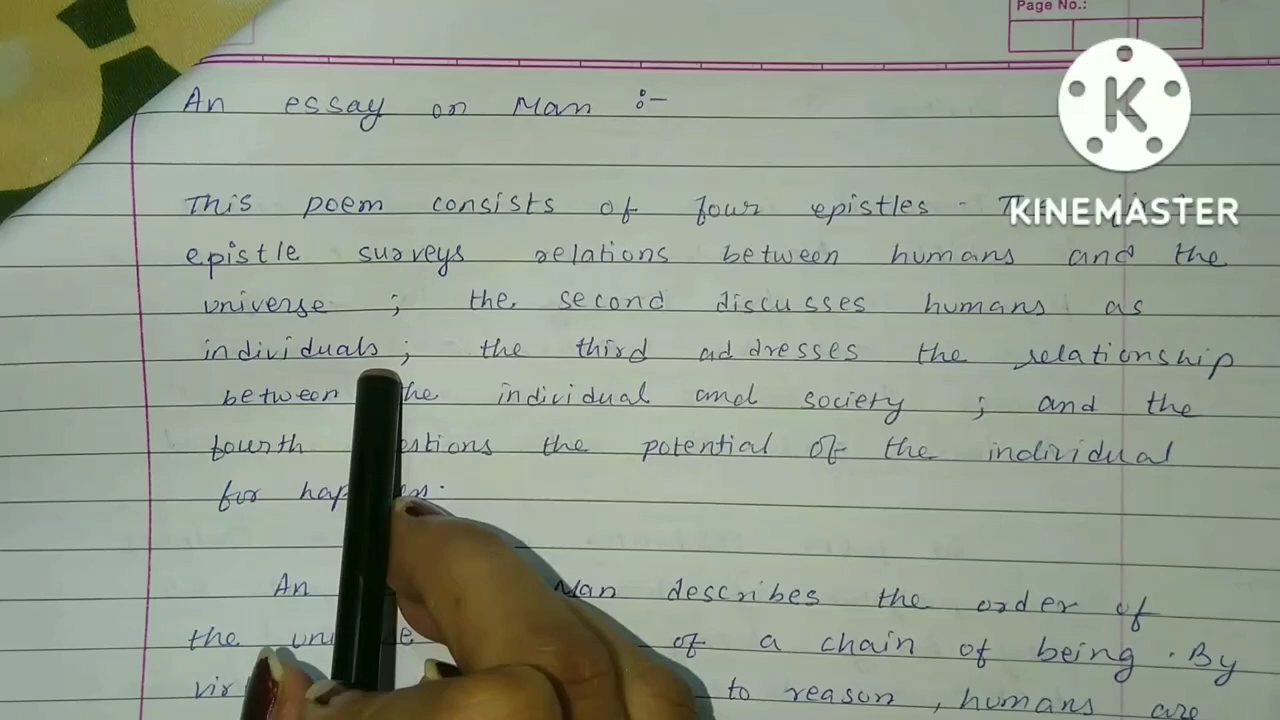 Page No.:
K
KINEMASTER
An essay on Man :-
This poem consists of four epistles.
epistle surveys relations between humans and the
universe ; the second discusses humans as
individuals ; the third addresses the relationship
between the individual and society ; and the
fourth the potential of the individual
for
An Man describes the order of
the of a chain of being. By
to reason, humans are